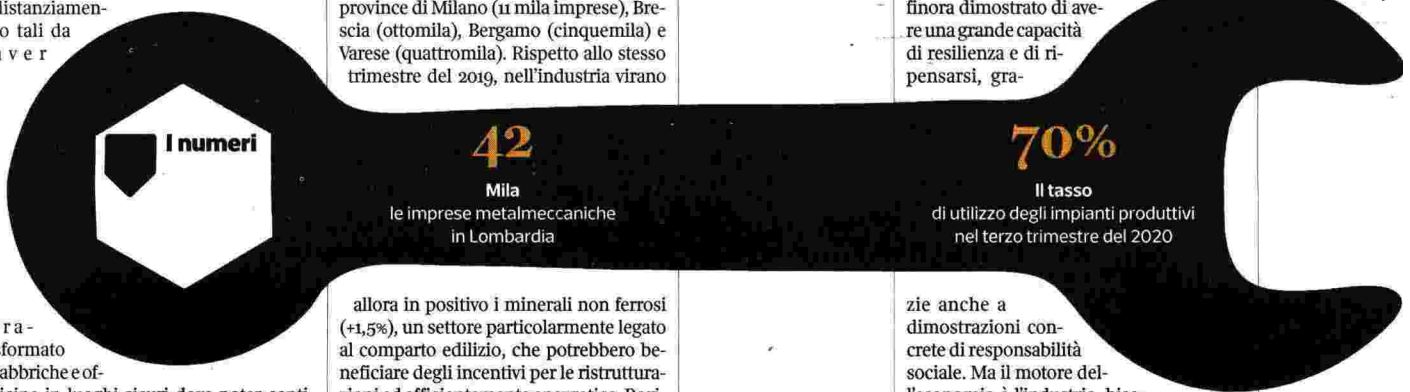 distanziamen-
o tali da
v e r
r a -
formato
abbriche e of-
province di Milano (11 mila imprese), Bre-
scia (ottomila), Bergamo (cinquemila) e
Varese (quattromila). Rispetto allo stesso
trimestre del 2019, nell'industria virano
I numeri
42
Mila
le imprese metalmeccaniche
in Lombardia
allora in positivo i minerali non ferrosi
(+1,5%), un settore particolarmente legato
al comparto edilizio, che potrebbero be-
neficiare degli incentivi per le ristruttura-
finora dimostrato di ave-
re una grande capacità
di resilienza e di ri-
pensarsi, gra-
70%
Il tasso
di utilizzo degli impianti produttivi
nel terzo trimestre del 2020
zie anche a
dimostrazioni con-
crete di responsabilità
sociale. Ma il motore del-